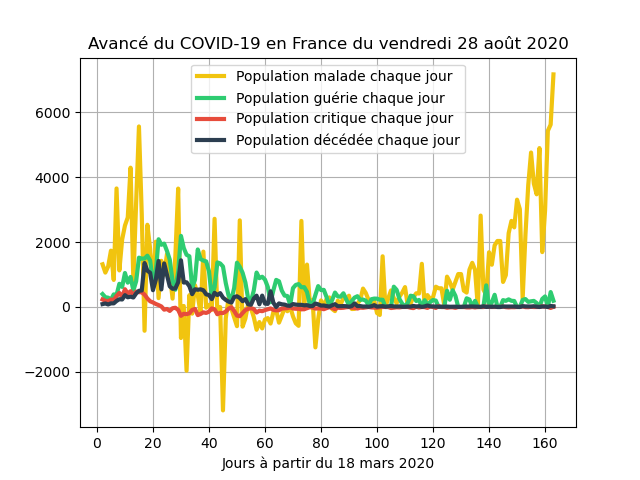 Avancé du COVID-19 en France du vendredi 28 août 2020
Population malade chaque jour
Population guérie chaque jour
Population critique chaque jour
Population décédée chaque jour
6000
4000
2000
0
−2000
0 20 40 60 80 100 120 140 160
Jours à partir du 18 mars 2020